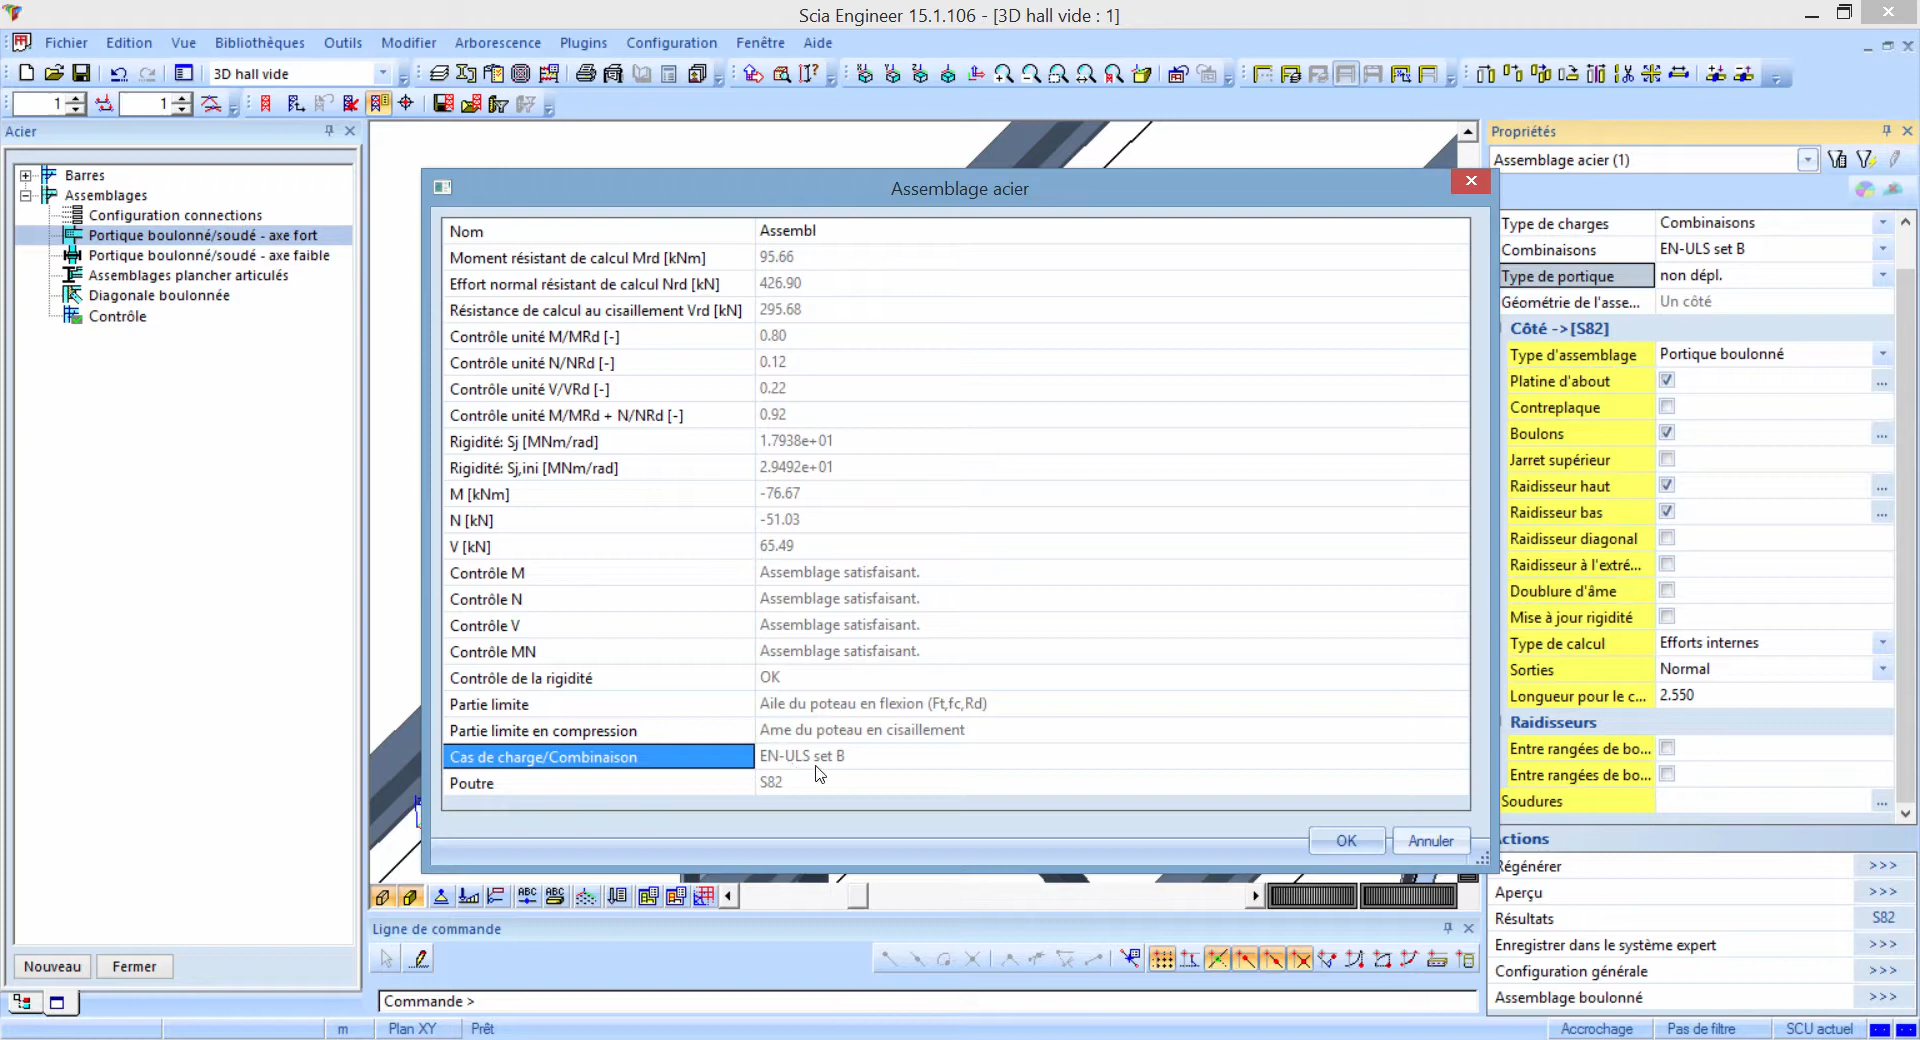 Scia Engineer 15.1.106 - [3D hall vide : 1]
Fichier Edition Vue Bibliothèques Outils Modifier Arborescence Plugins Configuration Fenêtre Aide
3D hall vide
1 1
Acier
Barres
Assemblages
Configuration connections
Portique boulonné/soudé - axe fort
Portique boulonné/soudé - axe faible
Assemblages plancher articulés
Diagonale boulonnée
Contrôle
Nouveau Fermer
Assemblage acier
Nom Assembl
Moment résistant de calcul Mrd [kNm] 95.66
Effort normal résistant de calcul Nrd [kN] 426.90
Résistance de calcul au cisaillement Vrd [kN] 295.68
Contrôle unité M/MRd [-] 0.80
Contrôle unité N/NRd [-] 0.12
Contrôle unité V/VRd [-] 0.22
Contrôle unité M/MRd + N/NRd [-] 0.92
Rigidité: Sj [MNm/rad] 1.7938e+01
Rigidité: Sj,ini [MNm/rad] 2.9492e+01
M [kNm] -76.67
N [kN] -51.03
V [kN] 65.49
Contrôle M Assemblage satisfaisant.
Contrôle N Assemblage satisfaisant.
Contrôle V Assemblage satisfaisant.
Contrôle MN Assemblage satisfaisant.
Contrôle de la rigidité OK
Partie limite Aile du poteau en flexion (Ft,fc,Rd)
Partie limite en compression Ame du poteau en cisaillement
Cas de charge/Combinaison EN-ULS set B
Poutre S82
OK Annuler
ABC ABC
Ligne de commande
Commande >
Propriétés
Assemblage acier (1)
Type de charges Combinaisons
Combinaisons EN-ULS set B
Type de portique non dépl.
Géométrie de l'asse... Un côté
Côté ->[S82]
Type d'assemblage Portique boulonné
Platine d'about ...
Contreplaque
Boulons ...
Jarret supérieur
Raidisseur haut ...
Raidisseur bas ...
Raidisseur diagonal
Raidisseur à l'extré...
Doublure d'âme
Mise à jour rigidité
Type de calcul Efforts internes
Sorties Normal
Longueur pour le c... 2.550
Raidisseurs
Entre rangées de bo...
Entre rangées de bo...
Soudures ...
ctions
Régénérer >>>
Aperçu >>>
Résultats S82
Enregistrer dans le système expert >>>
Configuration générale >>>
Assemblage boulonné >>>
m Plan XY Prêt Accrochage Pas de filtre SCU actuel